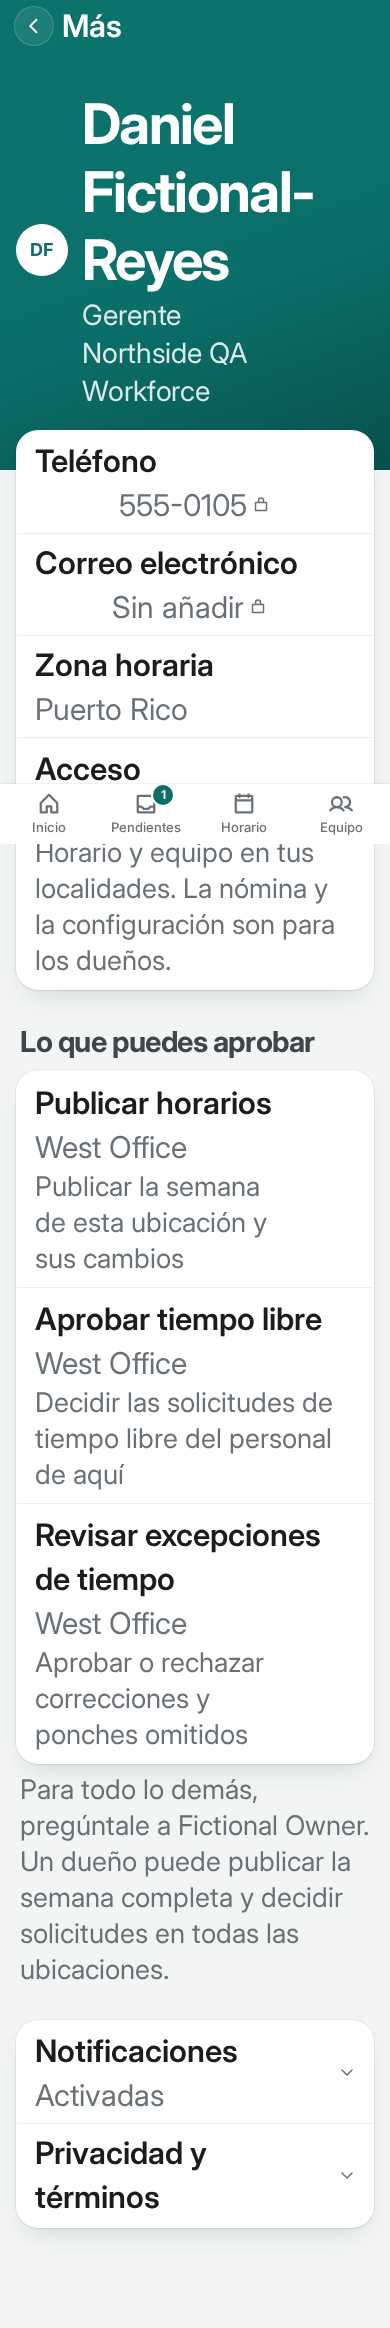 Más
Daniel
Fictional-
DF
Reyes
Gerente
Northside QA
Workforce
Teléfono
555-0105
Correo electrónico
Sin añadir
Zona horaria
Puerto Rico
Acceso
1
Inicio
Pendientes
Horario
Equipo
Horario y equipo en tus
localidades. La nómina y
la configuración son para
los dueños.
Lo que puedes aprobar
Publicar horarios
West Office
Publicar la semana
de esta ubicación y
sus cambios
Aprobar tiempo libre
West Office
Decidir las solicitudes de
tiempo libre del personal
de aquí
Revisar excepciones
de tiempo
West Office
Aprobar o rechazar
correcciones y
ponches omitidos
Para todo lo demás,
pregúntale a Fictional Owner.
Un dueño puede publicar la
semana completa y decidir
solicitudes en todas las
ubicaciones.
Notificaciones
Activadas
Privacidad y
términos